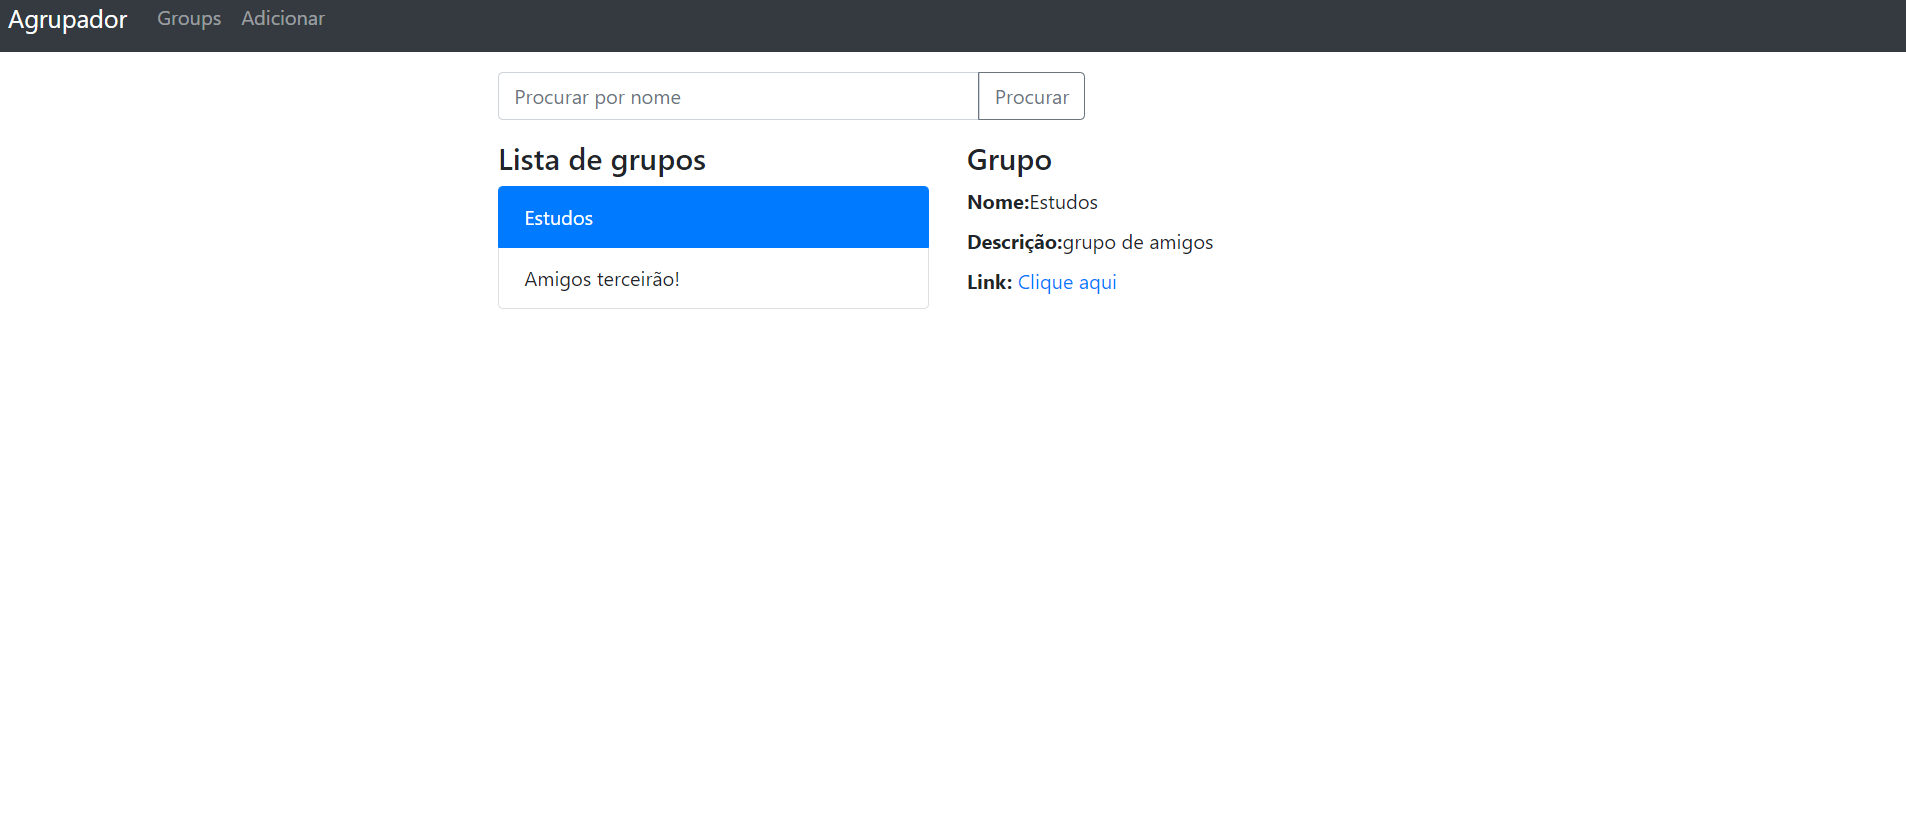 Agrupador Groups Adicionar
Procurar por nome Procurar
Lista de grupos
Estudos
Amigos terceirão!
Grupo
Nome:Estudos
Descrição:grupo de amigos
Link: Clique aqui